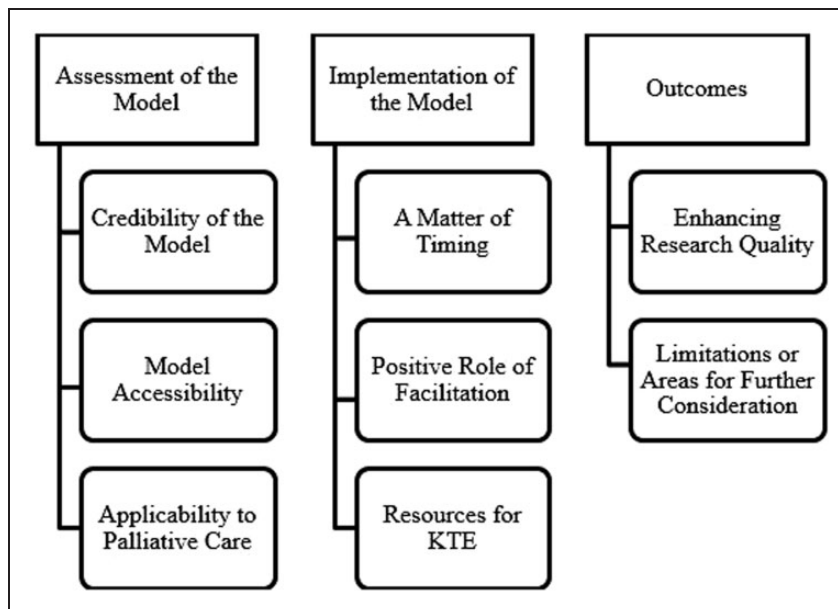 Assessment of the
Model
Credibility of the
Model
Model
Accessibility
Applicability to
Palliative Care
Implementation of
the Model
A Matter of
Timing
Positive Role of
Facilitation
Resources for
KTE
Outcomes
Enhancing
Research Quality
Limitations or
Areas for Further
Consideration